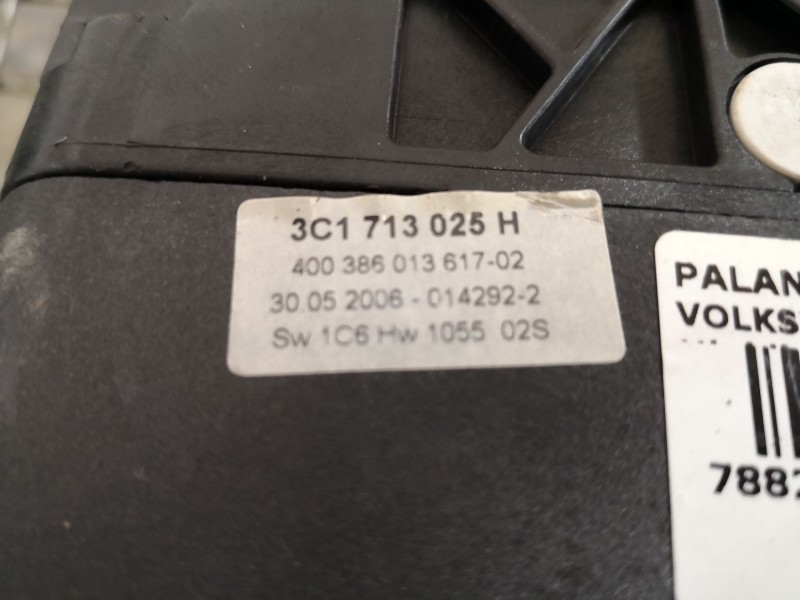 3C1 713 025 H
400 386 013 617-02
30.05 2006 - 014292-2
Sw 1C6 Hw 1055 02S
PALAN
VOLKS
788